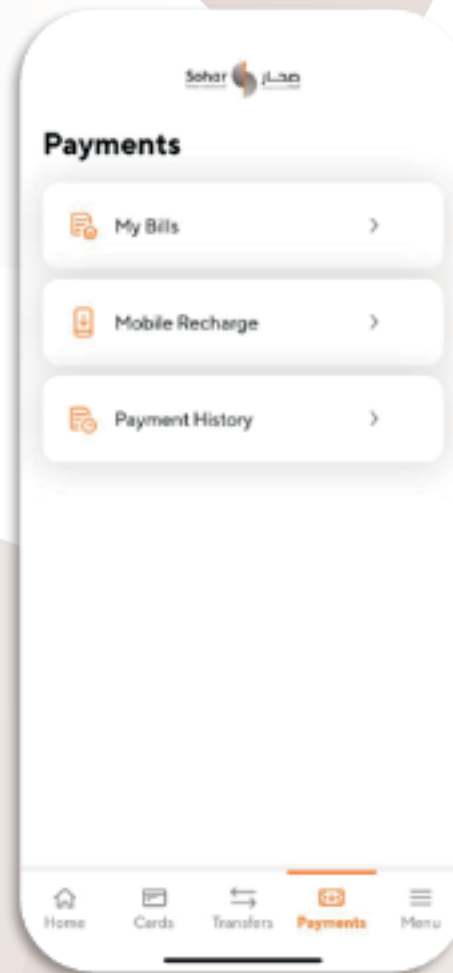 Sohar صحار
Payments
My Bills
Mobile Recharge
Payment History
Home Cards Transfers Payments Menu